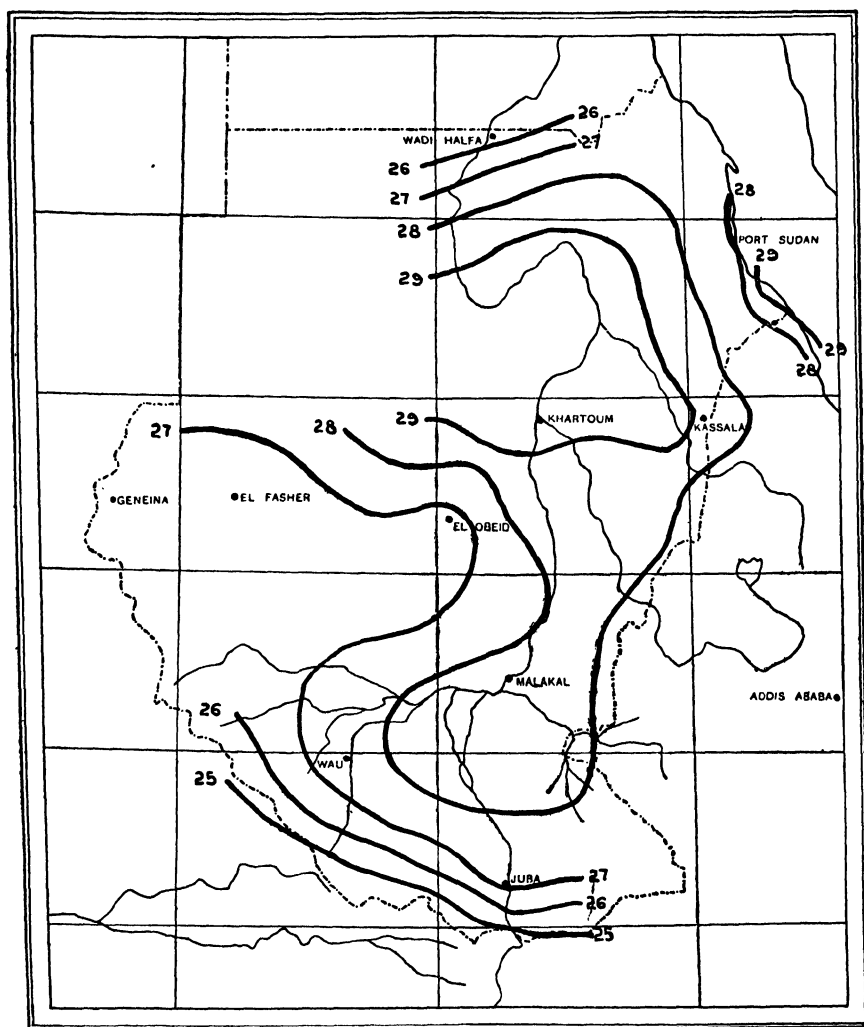 26
WADI HALFA
27
26
27
28
28
PORT SUDAN
29
29
29
28
27
28
29
KHARTOUM
KASSALA
GENEINA
EL FASHER
EL OBEID
MALAKAL
ADDIS ABABA
26
WAU
25
JUBA
27
26
25